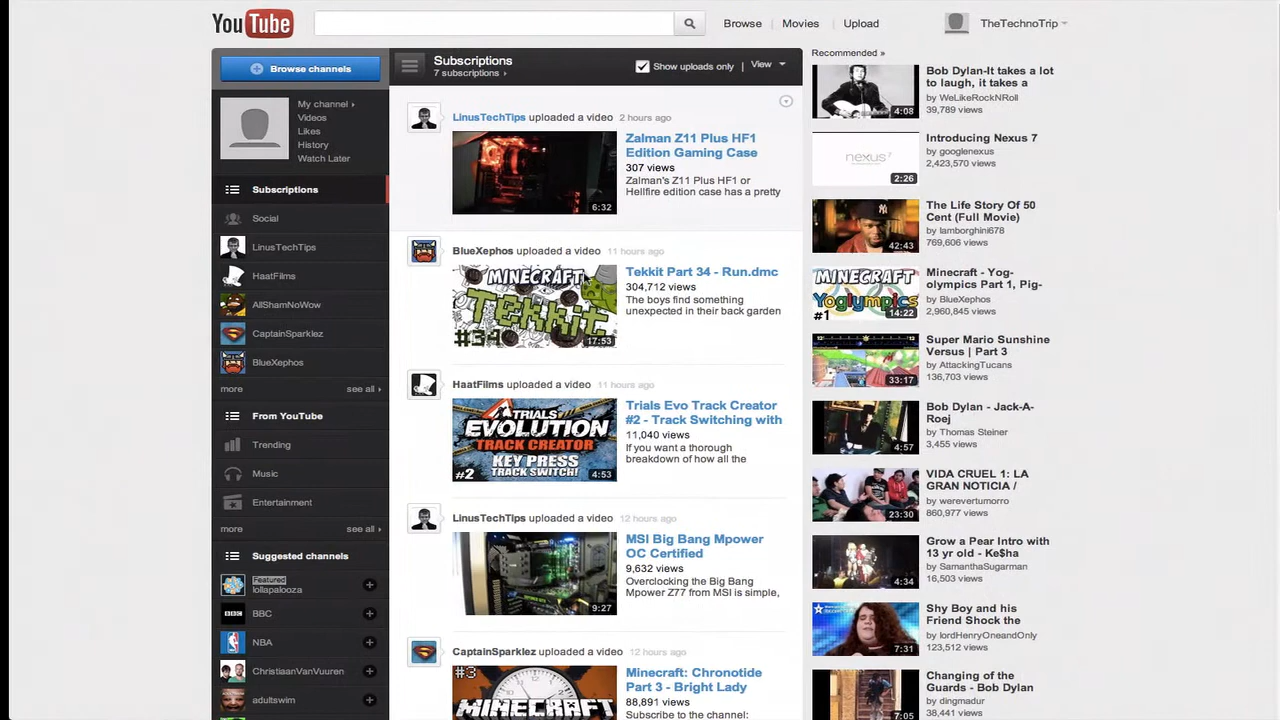 YouTube
Browse | Movies | Upload
TheTechnoTrip
Browse channels
My channel
Videos
Likes
History
Watch Later
Subscriptions
Social
LinusTechTips
HaatFilms
AllShamNoWow
CaptainSparklez
BlueXephos
more see all
From YouTube
Trending
Music
Entertainment
more see all
Suggested channels
Featured
lollapalooza
BBC
BBC
NBA
ChristiaanVanVuuren
adultswim
Subscriptions
7 subscriptions
Show uploads only | View
LinusTechTips uploaded a video 2 hours ago
6:32
Zalman Z11 Plus HF1
Edition Gaming Case
307 views
Zalman's Z11 Plus HF1 or
Hellfire edition case has a pretty
BlueXephos uploaded a video 11 hours ago
MINECRAFT
TEKKIT
#34
17:53
Tekkit Part 34 - Run.dmc
304,712 views
The boys find something
unexpected in their back garden
HaatFilms uploaded a video 11 hours ago
TRIALS
EVOLUTION
TRACK CREATOR
KEY PRESS
#2 TRACK SWITCH!
4:53
Trials Evo Track Creator
#2 - Track Switching with
11,040 views
If you want a thorough
breakdown of how all the
LinusTechTips uploaded a video 12 hours ago
9:27
MSI Big Bang Mpower
OC Certified
9,632 views
Overclocking the Big Bang
Mpower Z77 from MSI is simple,
CaptainSparklez uploaded a video 12 hours ago
#3
MINECRAFT
Minecraft: Chronotide
Part 3 - Bright Lady
88,891 views
Subscribe to the channel:
Recommended »
4:08
Bob Dylan-It takes a lot
to laugh, it takes a
by WeLikeRockNRoll
39,789 views
nexus 7
2:26
Introducing Nexus 7
by googlenexus
2,423,570 views
42:43
The Life Story Of 50
Cent (Full Movie)
by lamborghini678
769,606 views
MINECRAFT
Yoglympics
#1
14:22
Minecraft - Yog-
olympics Part 1, Pig-
by BlueXephos
2,960,845 views
33:17
Super Mario Sunshine
Versus | Part 3
by AttackingTucans
136,703 views
4:57
Bob Dylan - Jack-A-
Roej
by Thomas Steiner
3,455 views
23:30
VIDA CRUEL 1: LA
GRAN NOTICIA /
by werevertumorro
860,977 views
4:34
Grow a Pear Intro with
13 yr old - Ke$ha
by SamanthaSugarman
16,503 views
7:31
Shy Boy and his
Friend Shock the
by lordHenryOneandOnly
123,512 views
7:05
Changing of the
Guards - Bob Dylan
by dingmadur
38,441 views